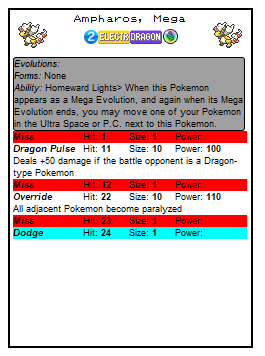 Ampharos, Mega
2 ELECTR DRAGON
Evolutions:
Forms: None
Ability: Homeward Lights> When this Pokemon
appears as a Mega Evolution, and again when its Mega
Evolution ends, you may move one of your Pokemon
in the Ultra Space or P.C. next to this Pokemon.
Miss Hit: 1 Size: 1 Power:
Dragon Pulse Hit: 11 Size: 10 Power: 100
Deals +50 damage if the battle opponent is a Dragon-
type Pokemon
Miss Hit: 12 Size: 1 Power:
Override Hit: 22 Size: 10 Power: 110
All adjacent Pokemon become paralyzed
Miss Hit: 23 Size: 1 Power:
Dodge Hit: 24 Size: 1 Power: